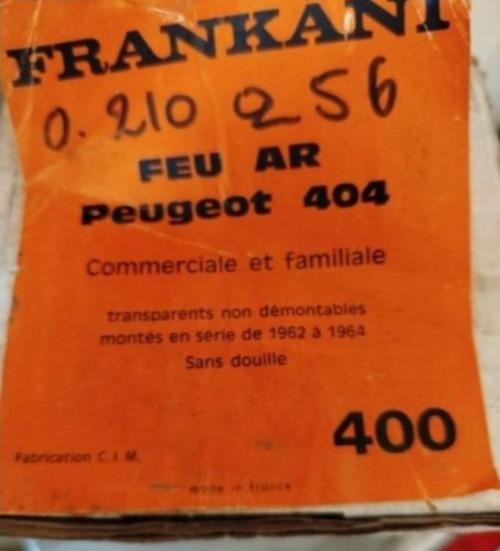 FRANKANI
0.210 256
FEU AR
Peugeot 404
Commerciale et familiale
transparents non démontables
montés en série de 1962 à 1964
Sans douille
400
Fabrication C.I.M.
made in france